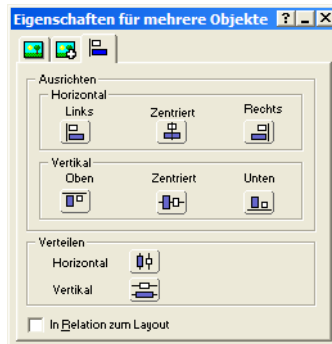 Eigenschaften für mehrere Objekte
Ausrichten
Horizontal
Links Zentriert Rechts
Vertikal
Oben Zentriert Unten
Verteilen
Horizontal
Vertikal
In Relation zum Layout